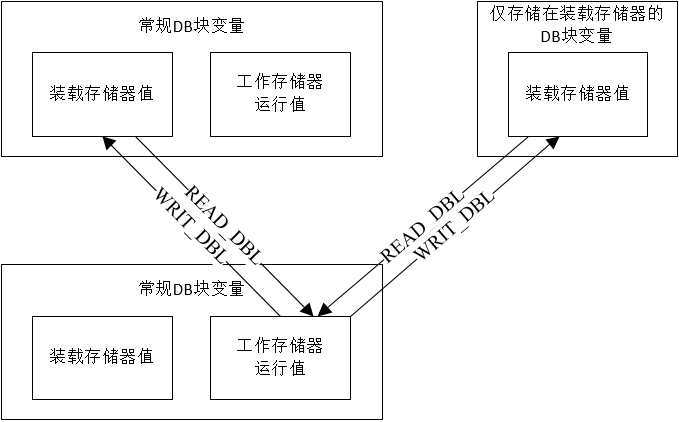 常规DB块变量
装载存储器值
工作存储器
运行值
仅存储在装载存储器的
DB块变量
装载存储器值
READ_DBL
WRIT_DBL
READ_DBL
WRIT_DBL
常规DB块变量
装载存储器值
工作存储器
运行值